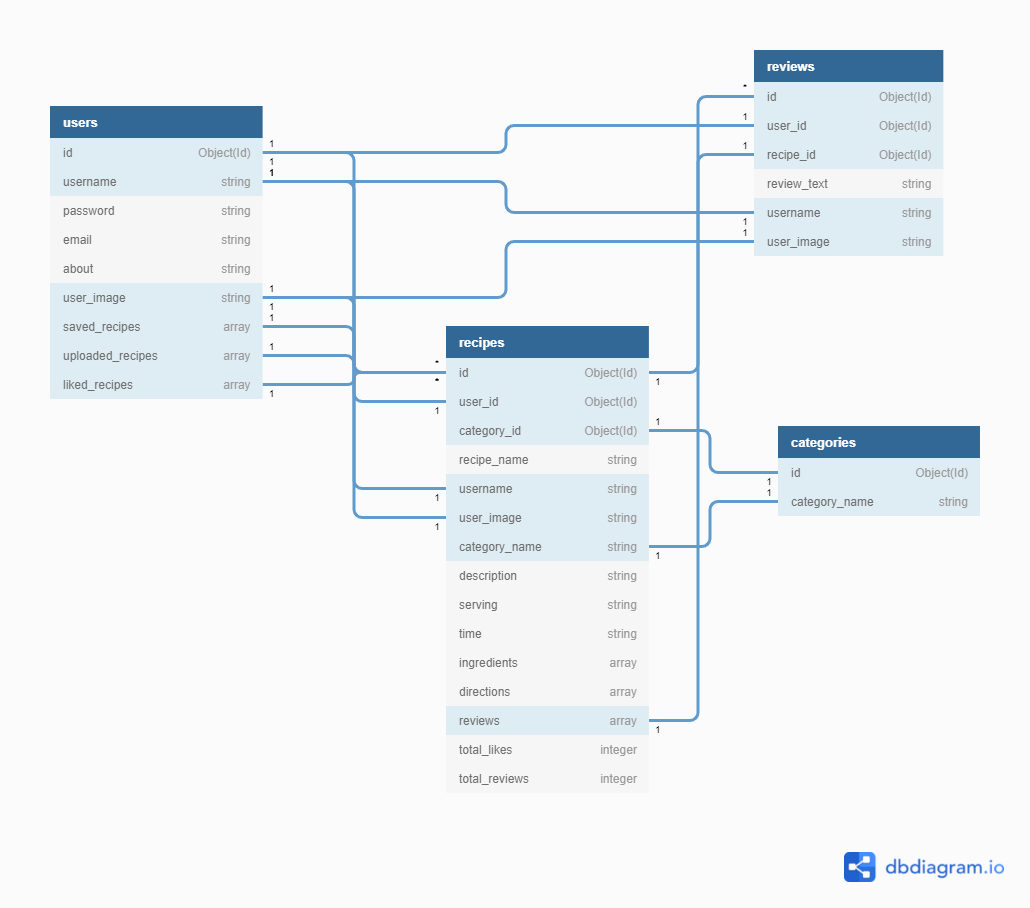 users
id Object(Id)
username string
password string
email string
about string
user_image string
saved_recipes array
uploaded_recipes array
liked_recipes array
1
1
1
1
1
1
1
1
reviews
id Object(Id)
user_id Object(Id)
recipe_id Object(Id)
review_text string
username string
user_image string
*
1
1
1
1
recipes
id Object(Id)
user_id Object(Id)
category_id Object(Id)
recipe_name string
username string
user_image string
category_name string
description string
serving string
time string
ingredients array
directions array
reviews array
total_likes integer
total_reviews integer
*
*
1
1
1
1
1
1
1
categories
id Object(Id)
category_name string
1
1
dbdiagram.io